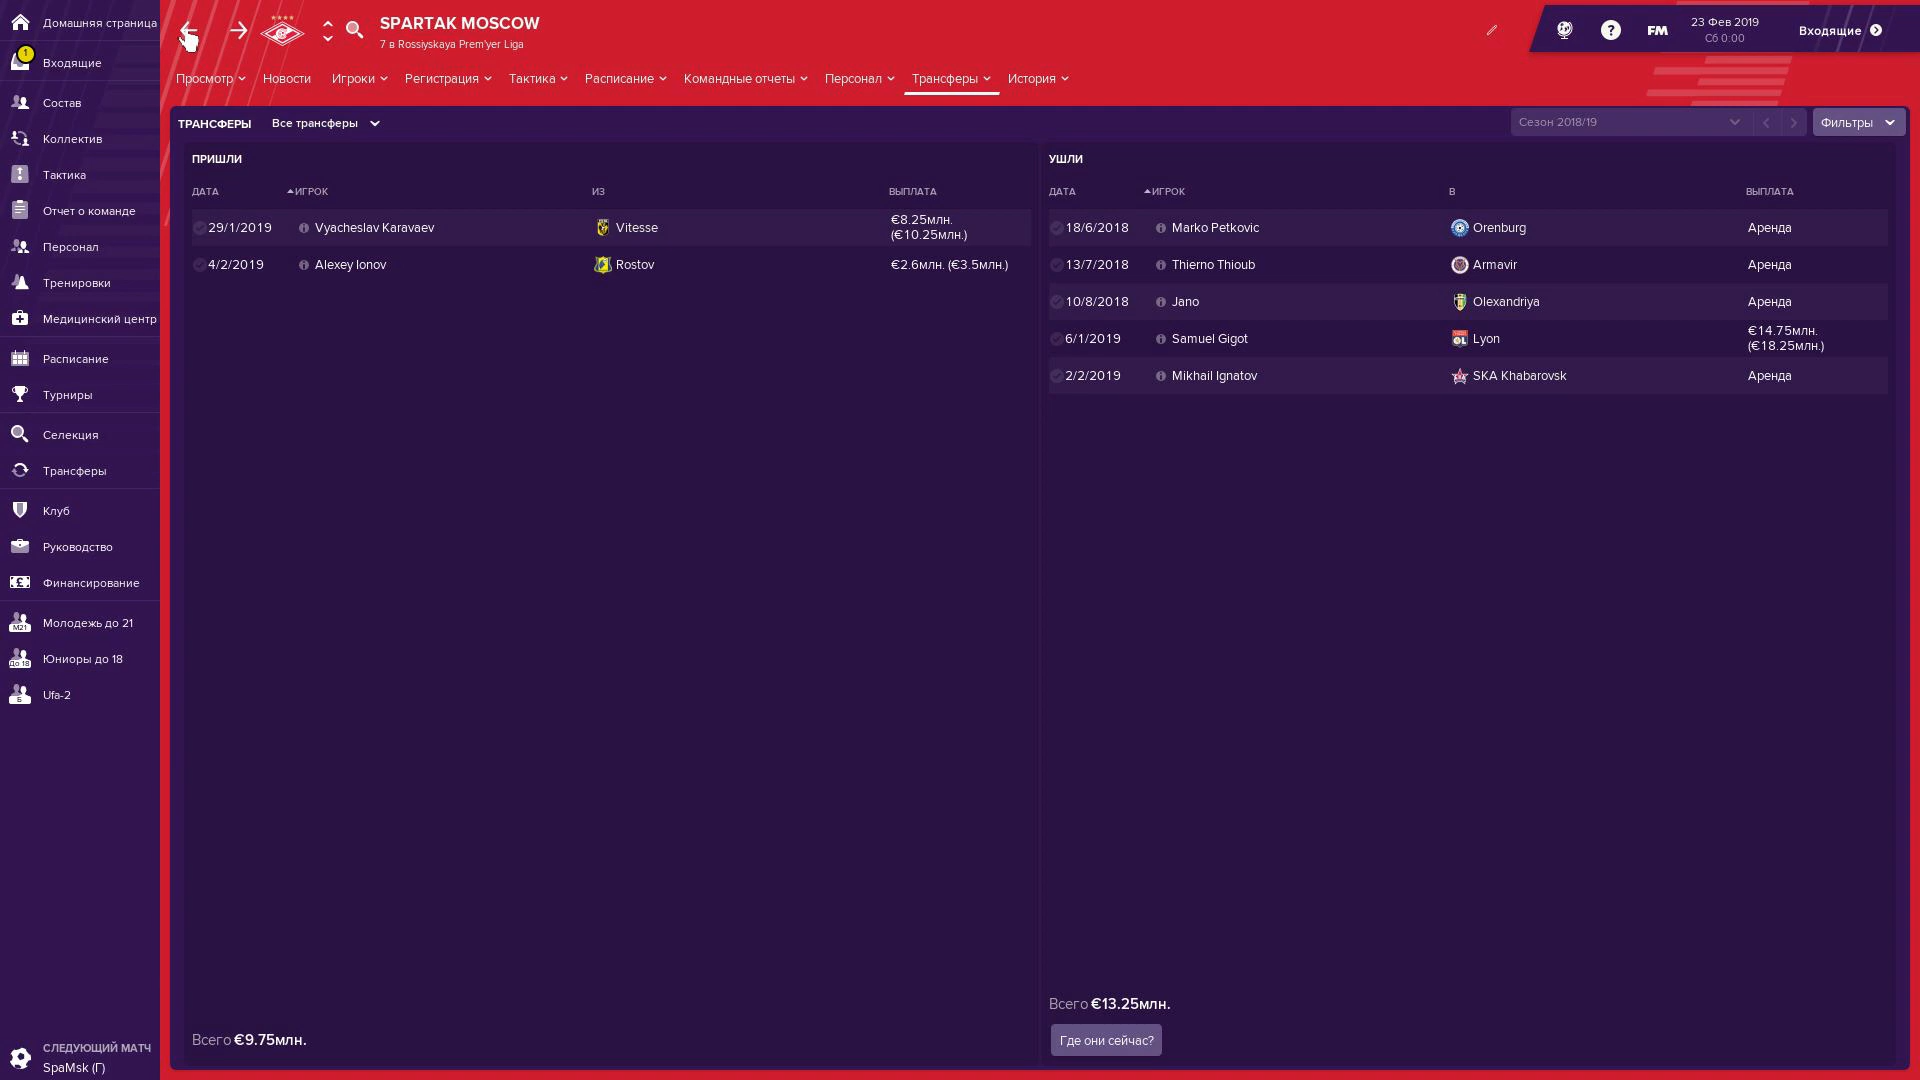 Домашняя страница
1
Входящие
Состав
Коллектив
Тактика
Отчет о команде
Персонал
Тренировки
Медицинский центр
Расписание
Турниры
Селекция
Трансферы
Клуб
Руководство
Финансирование
М21
Молодежь до 21
До 18
Юниоры до 18
Б
Ufa-2
СЛЕДУЮЩИЙ МАТЧ
SpaMsk (Г)
SPARTAK MOSCOW
7 в Rossiyskaya Prem'yer Liga
?
FM
23 Фев 2019
Сб 0:00
Входящие
Просмотр Новости Игроки Регистрация Тактика Расписание Командные отчеты Персонал Трансферы История
ТРАНСФЕРЫ Все трансферы
Сезон 2018/19
Фильтры
ПРИШЛИ
ДАТА ИГРОК ИЗ ВЫПЛАТА
29/1/2019 Vyacheslav Karavaev Vitesse €8.25млн.
(€10.25млн.)
4/2/2019 Alexey Ionov Rostov €2.6млн. (€3.5млн.)
Всего €9.75млн.
УШЛИ
ДАТА ИГРОК В ВЫПЛАТА
18/6/2018 Marko Petkovic Orenburg Аренда
13/7/2018 Thierno Thioub Armavir Аренда
10/8/2018 Jano Olexandriya Аренда
6/1/2019 Samuel Gigot Lyon €14.75млн.
(€18.25млн.)
2/2/2019 Mikhail Ignatov SKA Khabarovsk Аренда
Всего €13.25млн.
Где они сейчас?